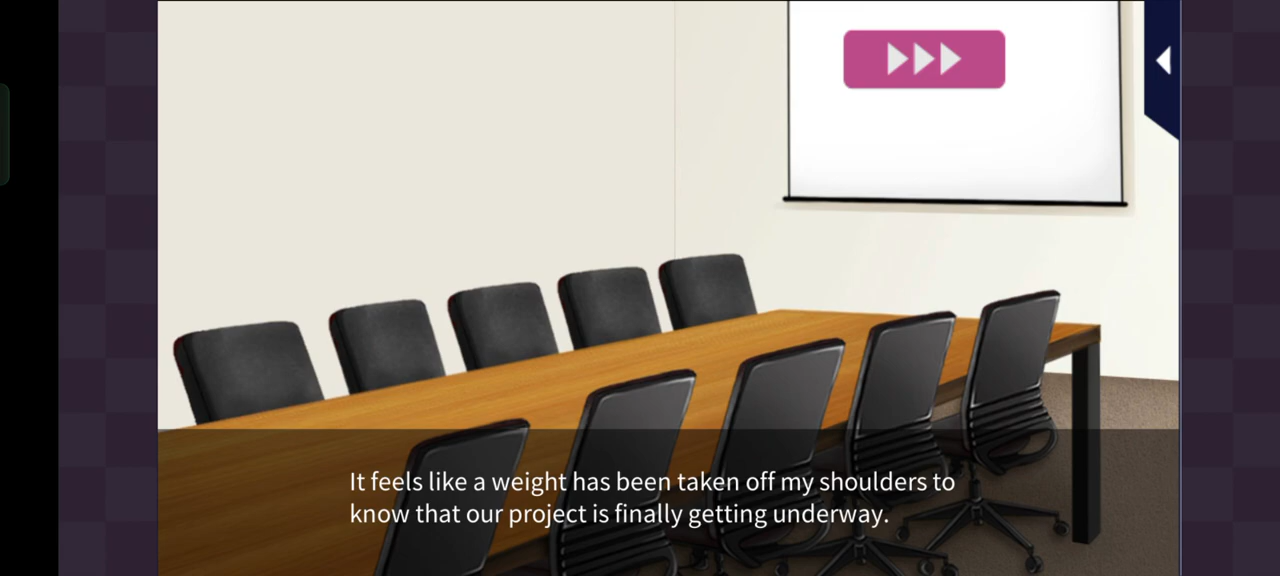 It feels like a weight has been taken off my shoulders to
know that our project is finally getting underway.